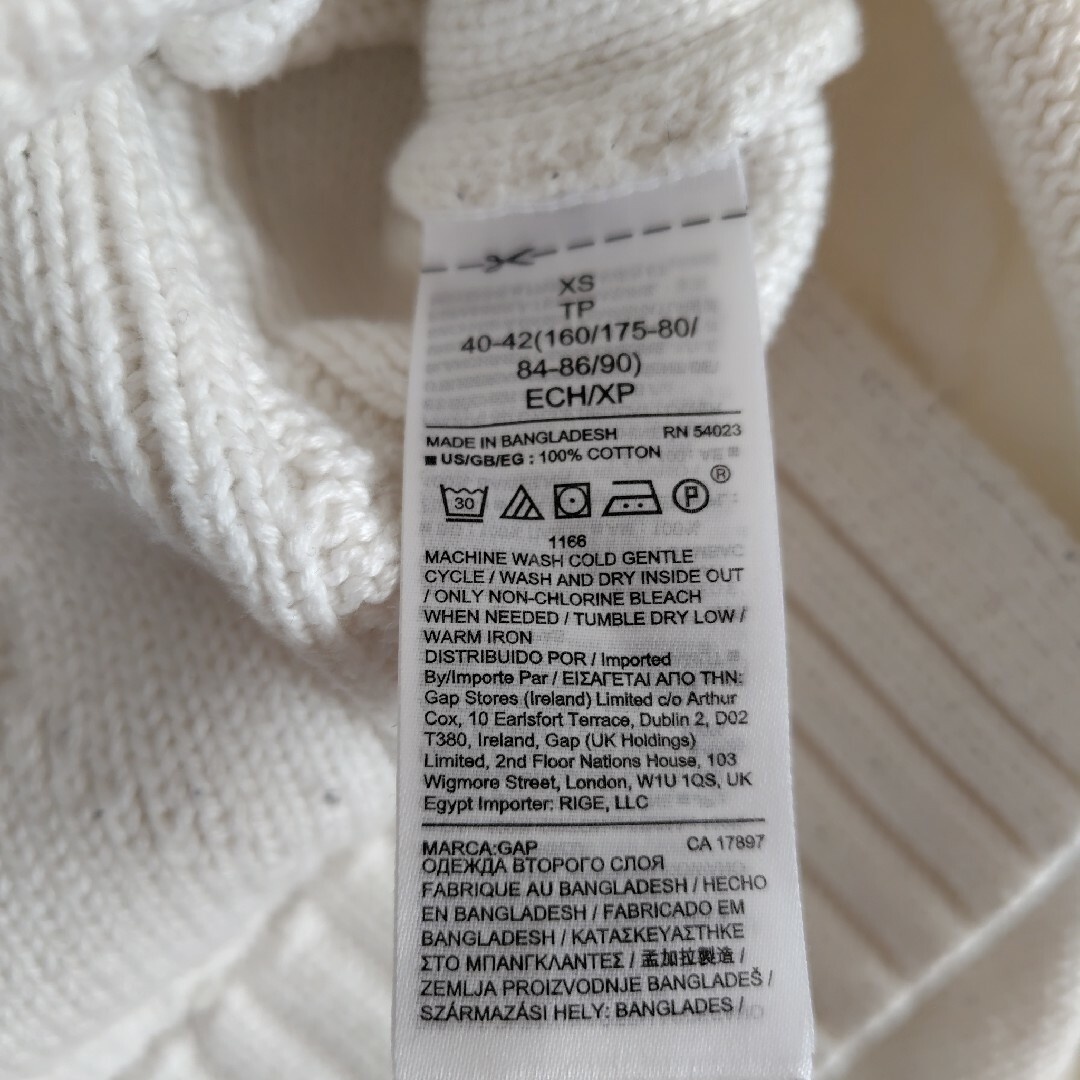 XS
TP
40-42(160/175-80/
84-86/90)
ECH/XP
MADE IN BANGLADESH RN 54023
■ US/GB/EG : 100% COTTON
30 P ®
1166
MACHINE WASH COLD GENTLE
CYCLE / WASH AND DRY INSIDE OUT
/ ONLY NON-CHLORINE BLEACH
WHEN NEEDED / TUMBLE DRY LOW /
WARM IRON
DISTRIBUIDO POR / Imported
By/Importe Par / ΕΙΣΑΓΕΤΑΙ ΑΠΟ ΤΗΝ:
Gap Stores (Ireland) Limited c/o Arthur
Cox, 10 Earlsfort Terrace, Dublin 2, D02
T380, Ireland, Gap (UK Holdings)
Limited, 2nd Floor Nations House, 103
Wigmore Street, London, W1U 1QS, UK
Egypt Importer: RIGE, LLC
MARCA:GAP CA 17897
ОДЕЖДА ВТОРОГО СЛОЯ
FABRIQUE AU BANGLADESH / HECHO
EN BANGLADESH / FABRICADO EM
BANGLADESH / ΚΑΤΑΣΚΕΥΑΣΤΗΚΕ
ΣΤΟ ΜΠΑΝΓΚΛΑΝΤΕΣ / 孟加拉製造 /
ZEMLJA PROIZVODNJE BANGLADEŠ /
SZÁRMAZÁSI HELY: BANGLADES /